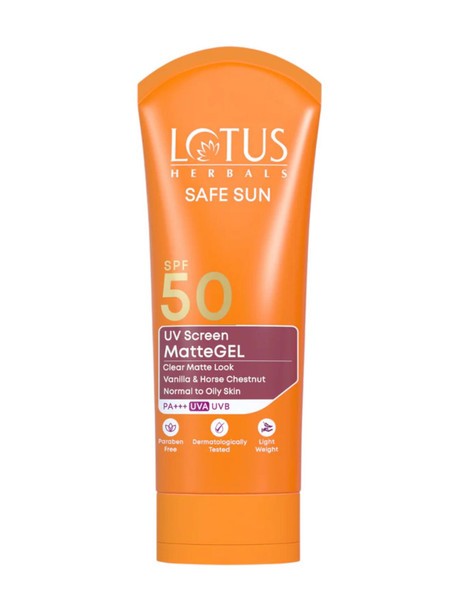 LOTUS
HERBALS
SAFE SUN
SPF
50
UV Screen
MatteGEL
Clear Matte Look
Vanilla & Horse Chestnut
Normal to Oily Skin
PA+++ UVA UVB
Paraben Free
Dermatologically Tested
Light Weight